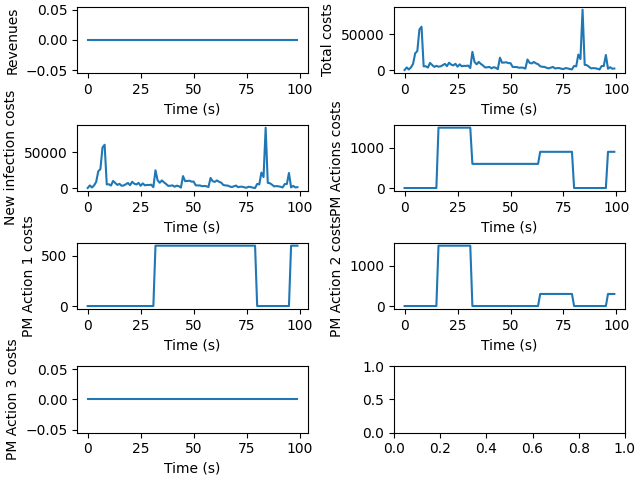 Revenues
0.05
0.00
−0.05
0 25 50 75 100
Time (s)
Total costs
50000
0
0 25 50 75 100
Time (s)
New infection costs
50000
0
0 25 50 75 100
Time (s)
PM Actions costs
1000
0
0 25 50 75 100
Time (s)
PM Action 1 costs
500
0
0 25 50 75 100
Time (s)
PM Action 2 costs
1000
0
0 25 50 75 100
Time (s)
PM Action 3 costs
0.05
0.00
−0.05
0 25 50 75 100
Time (s)
1.0
0.5
0.0
0.0 0.2 0.4 0.6 0.8 1.0